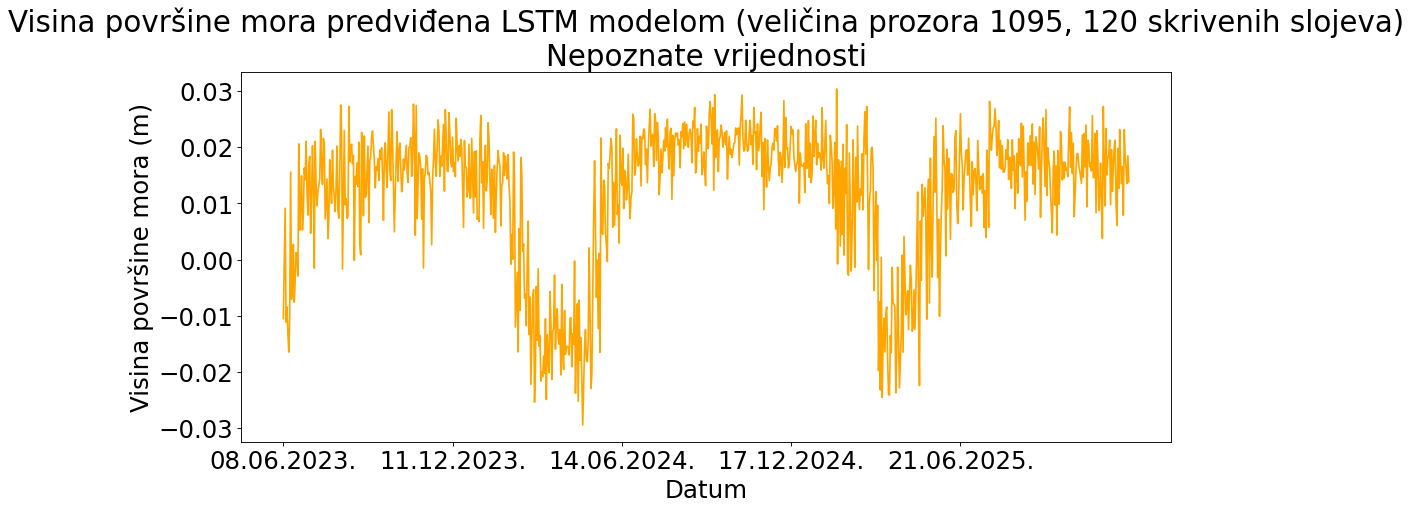 Visina površine mora predviđena LSTM modelom (veličina prozora 1095, 120 skrivenih slojeva)
Nepoznate vrijednosti
Visina površine mora (m)
0.03
0.02
0.01
0.00
−0.01
−0.02
−0.03
08.06.2023. 11.12.2023. 14.06.2024. 17.12.2024. 21.06.2025.
Datum